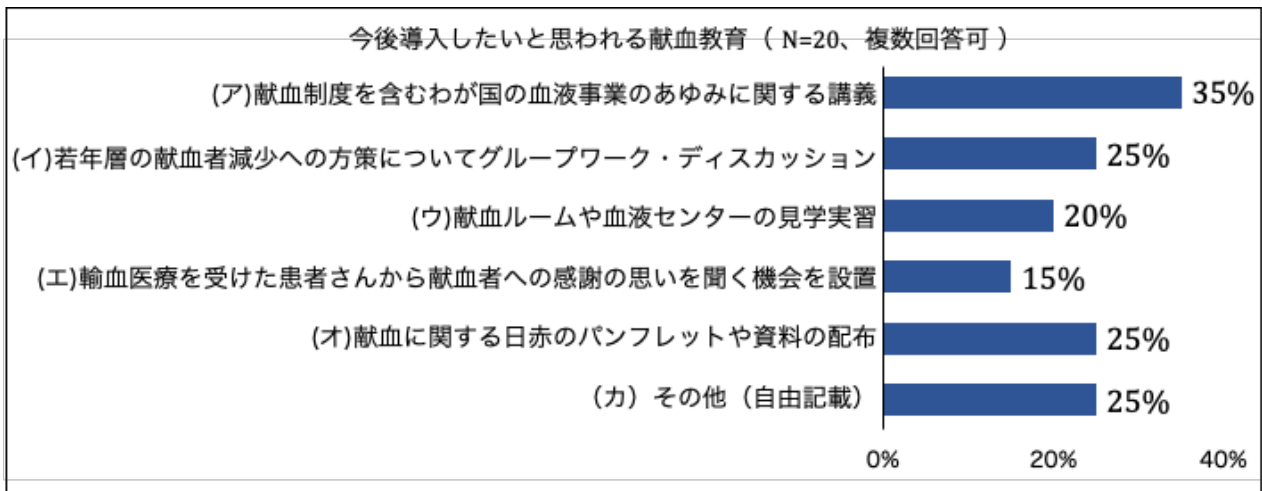 今後導入したいと思われる献血教育（ N=20、複数回答可 ）
(ア)献血制度を含むわが国の血液事業のあゆみに関する講義 35%
(イ)若年層の献血者減少への方策についてグループワーク・ディスカッション 25%
(ウ)献血ルームや血液センターの見学実習 20%
(エ)輸血医療を受けた患者さんから献血者への感謝の思いを聞く機会を設置 15%
(オ)献血に関する日赤のパンフレットや資料の配布 25%
（カ）その他（自由記載） 25%
0% 20% 40%